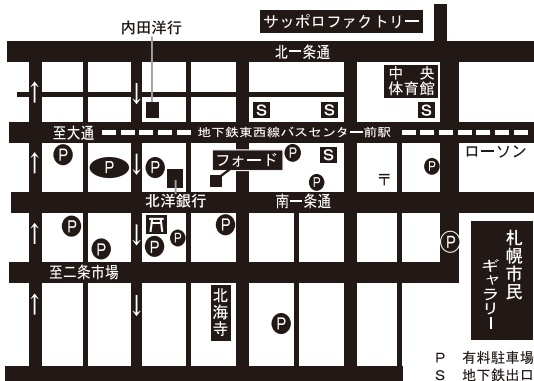 サッポロファクトリー
内田洋行
北一条通
中央
体育館
S
S
S
至大通
地下鉄東西線バスセンター前駅
P
P
P
フォード
P
S
ローソン
P
P
〒
北洋銀行
南一条通
P
P
P
P
P
P
札幌市民
ギャラリー
至二条市場
北海寺
P
P 有料駐車場
S 地下鉄出口